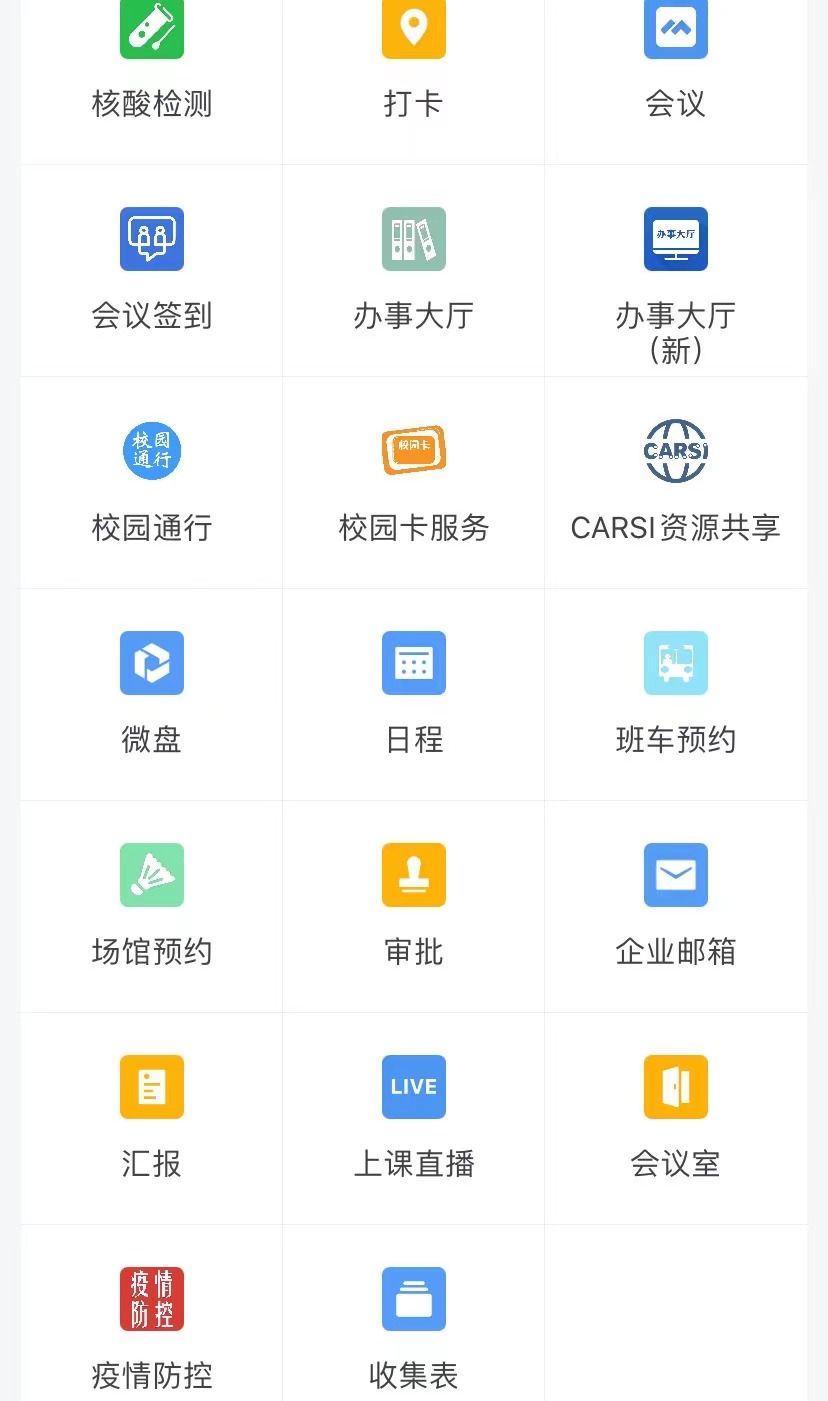 核酸检测
打卡
会议
办事大厅
会议签到
办事大厅
办事大厅
（新）
校园
通行
校园卡
CARSI
校园通行
校园卡服务
CARSI资源共享
微盘
日程
班车预约
场馆预约
审批
企业邮箱
LIVE
汇报
上课直播
会议室
疫情
防控
疫情防控
收集表